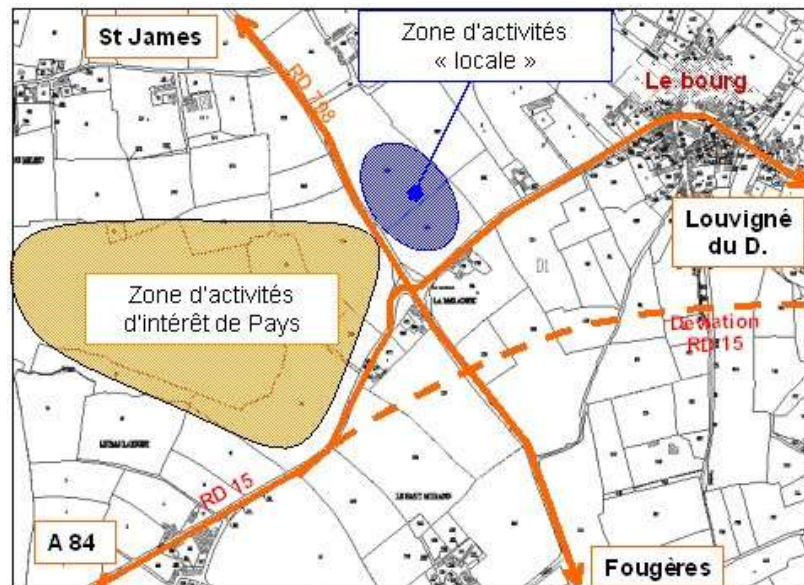 St James
Zone d'activités
« locale »
RD 798
Le bourg
Louvigné
du D.
Zone d'activités
d'intérêt de Pays
Déviation
RD 15
RD 15
A 84
Fougères